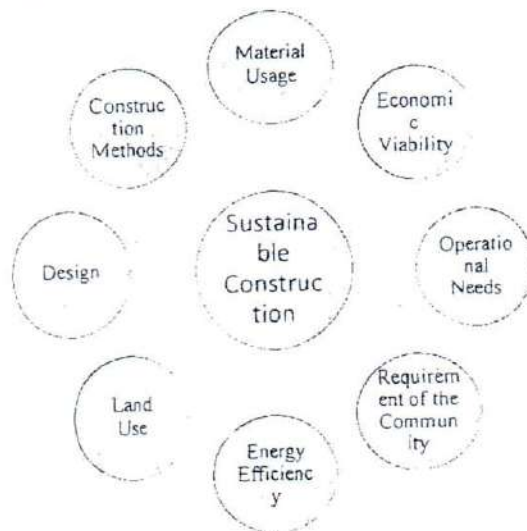 Material
Usage
Economi
c
Viability
Operatio
nal
Needs
Requirem
ent of the
Commun
ity
Energy
Efficienc
y
Land
Use
Design
Construc
tion
Methods
Sustaina
ble
Construc
tion